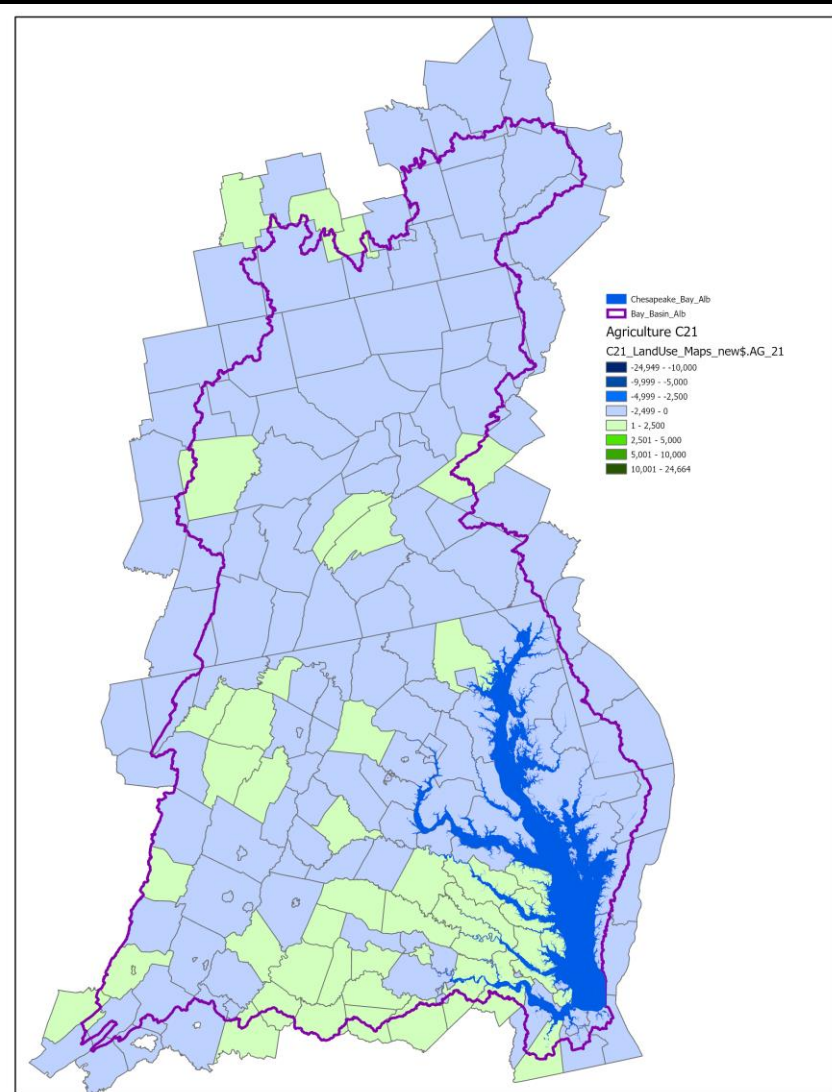 Chesapeake_Bay_Alb
Bay_Basin_Alb
Agriculture C21
C21_LandUse_Maps_new$.AG_21
-24,949 - -10,000
-9,999 - -5,000
-4,999 - -2,500
-2,499 - 0
1 - 2,500
2,501 - 5,000
5,001 - 10,000
10,001 - 24,664